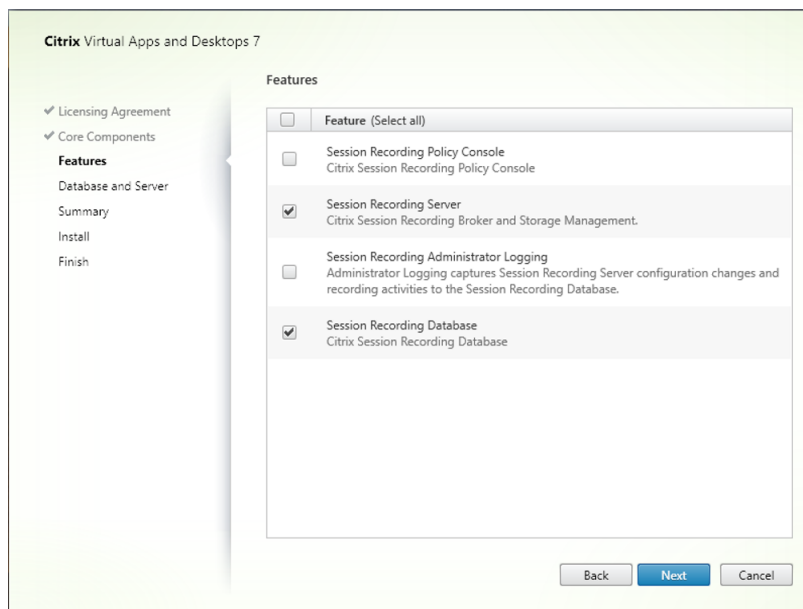 Citrix Virtual Apps and Desktops 7
Licensing Agreement
Core Components
Features
Database and Server
Summary
Install
Finish
Features
Feature (Select all)
Session Recording Policy Console
Citrix Session Recording Policy Console
Session Recording Server
Citrix Session Recording Broker and Storage Management.
Session Recording Administrator Logging
Administrator Logging captures Session Recording Server configuration changes and
recording activities to the Session Recording Database.
Session Recording Database
Citrix Session Recording Database
Back
Next
Cancel